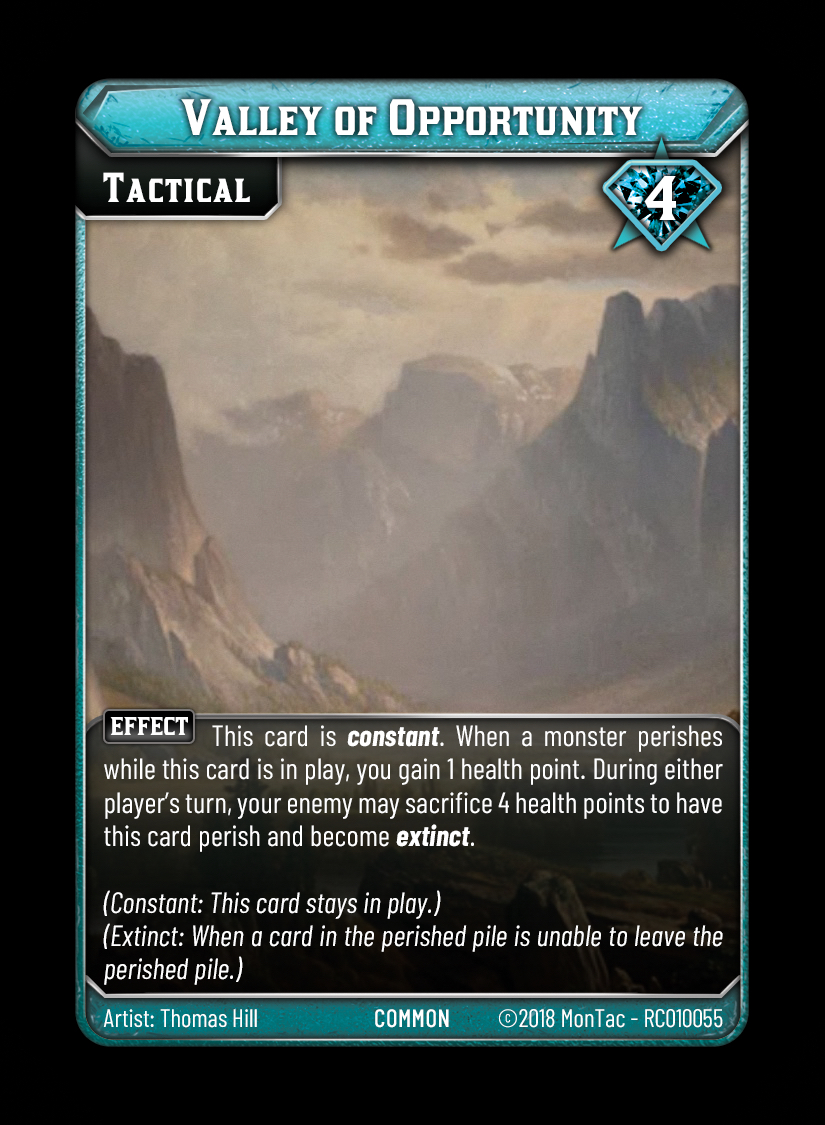 Valley of Opportunity
Tactical
4
EFFECT This card is constant. When a monster perishes
while this card is in play, you gain 1 health point. During either
player's turn, your enemy may sacrifice 4 health points to have
this card perish and become extinct.
(Constant: This card stays in play.)
(Extinct: When a card in the perished pile is unable to leave the
perished pile.)
Artist: Thomas Hill COMMON ©2018 MonTac - RC010055